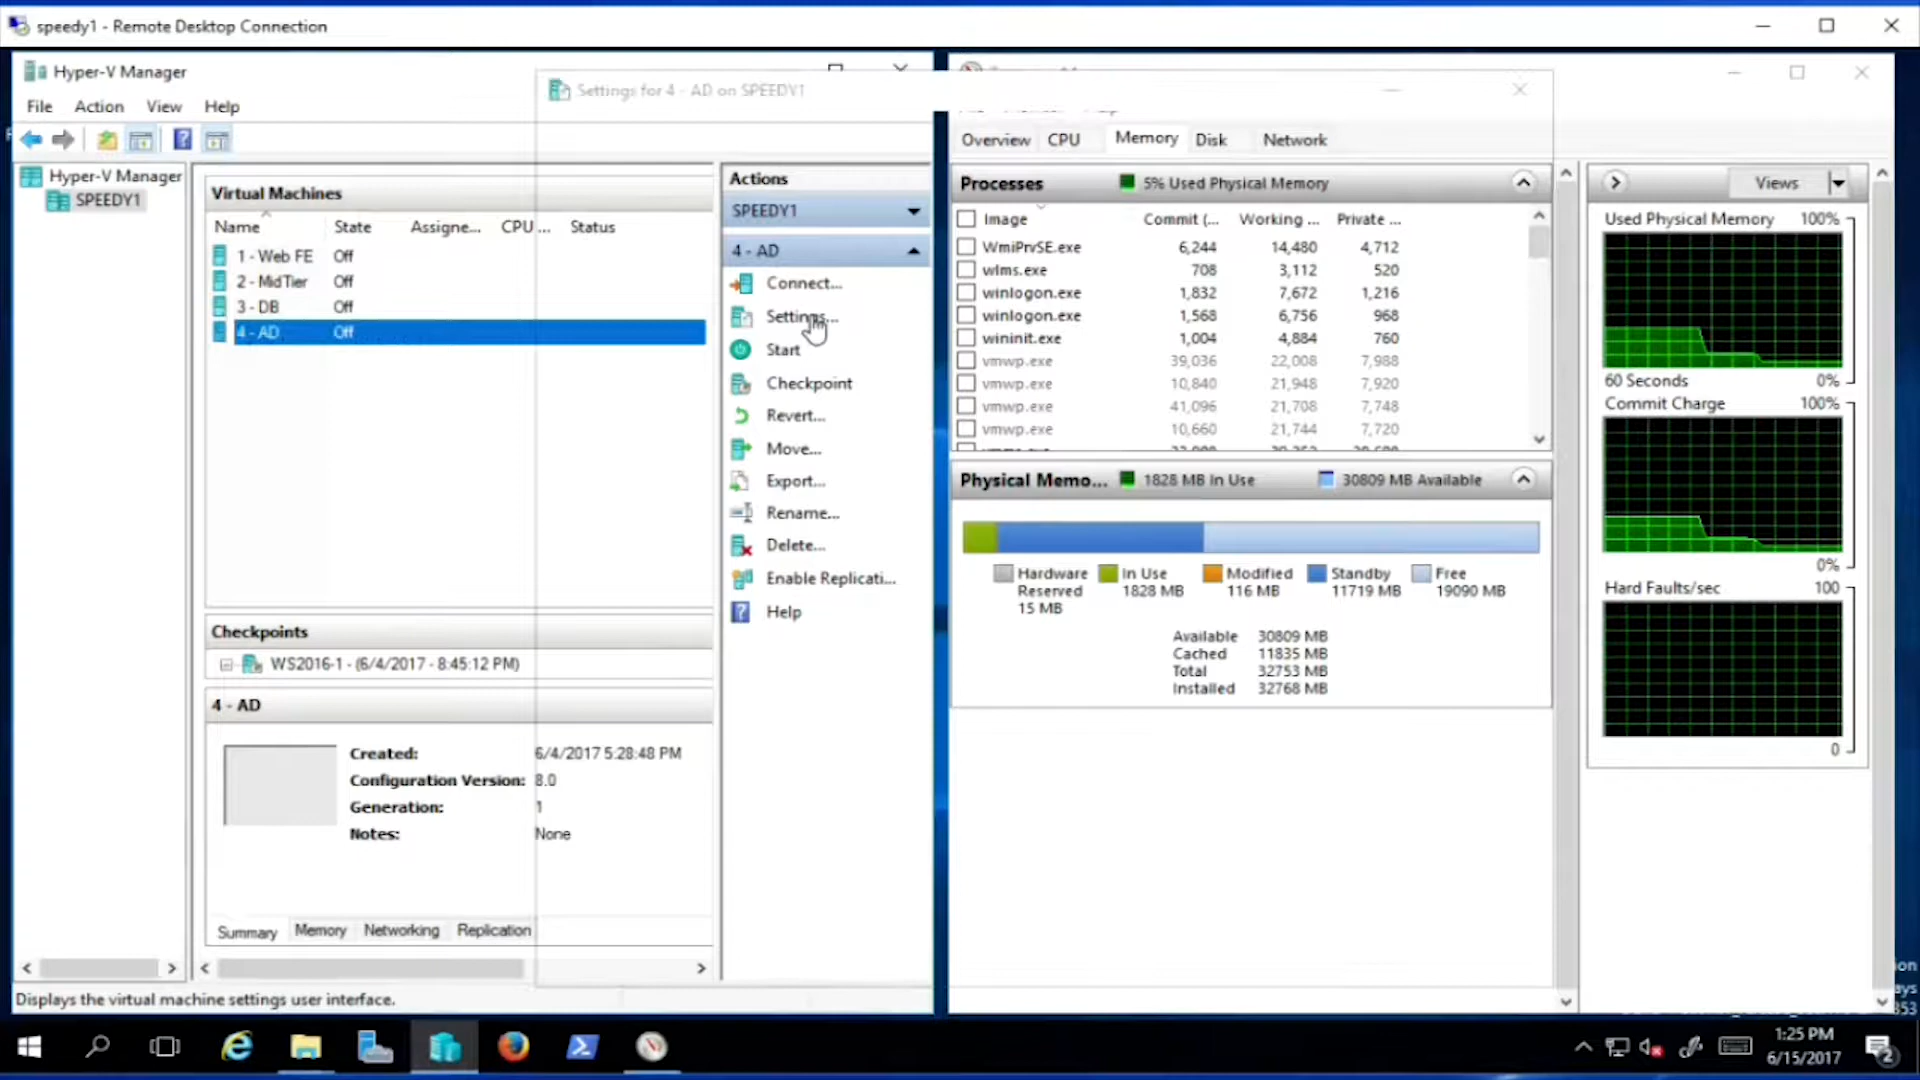 speedy1 - Remote Desktop Connection
Hyper-V Manager
File Action View Help
Hyper-V Manager
SPEEDY1
Virtual Machines
Name State Assigne... CPU ... Status
1 - Web FE Off
2 - MidTier Off
3 - DB Off
4 - AD Off
Checkpoints
WS2016-1 - (6/4/2017 - 8:45:12 PM)
4 - AD
Created: 6/4/2017 5:28:48 PM
Configuration Version: 8.0
Generation: 1
Notes: None
Summary Memory Networking Replication
Actions
SPEEDY1
4 - AD
Connect...
Settings...
Start
Checkpoint
Revert...
Move...
Export...
Rename...
Delete...
Enable Replicati...
Help
Displays the virtual machine settings user interface.
Settings for 4 - AD on SPEEDY1
Overview CPU Memory Disk Network
Processes 5% Used Physical Memory
Image Commit (... Working ... Private ...
WmiPrvSE.exe 6,244 14,480 4,712
wlms.exe 708 3,112 520
winlogon.exe 1,832 7,672 1,216
winlogon.exe 1,568 6,756 968
wininit.exe 1,004 4,884 760
vmwp.exe 39,036 22,008 7,988
vmwp.exe 10,840 21,948 7,920
vmwp.exe 41,096 21,708 7,748
vmwp.exe 10,660 21,744 7,720
Physical Memo... 1828 MB In Use 30809 MB Available
Hardware Reserved 15 MB
In Use 1828 MB
Modified 116 MB
Standby 11719 MB
Free 19090 MB
Available 30809 MB
Cached 11835 MB
Total 32753 MB
Installed 32768 MB
Views
Used Physical Memory 100%
60 Seconds 0%
Commit Charge 100%
0%
Hard Faults/sec 100
0
1:25 PM
6/15/2017
2